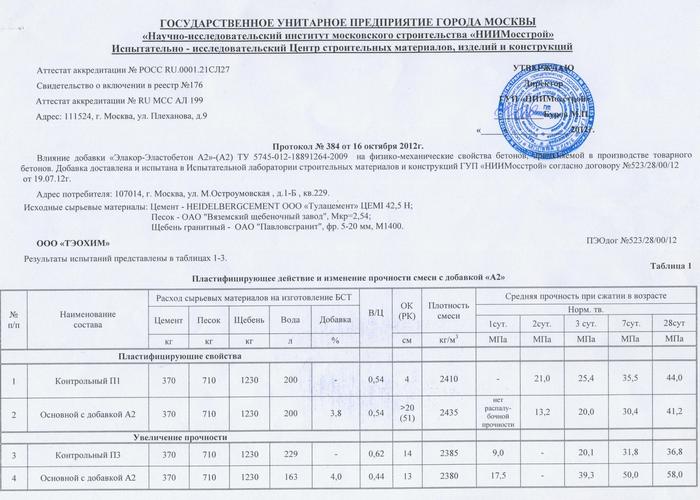 ГОСУДАРСТВЕННОЕ УНИТАРНОЕ ПРЕДПРИЯТИЕ ГОРОДА МОСКВЫ
«Научно-исследовательский институт московского строительства «НИИМосстрой»
Испытательно - исследовательский Центр строительных материалов, изделий и конструкций
Аттестат аккредитации № РОСС RU.0001.21СЛ27
УТВЕРЖДАЮ
Свидетельство о включении в реестр №176
Директор
Аттестат аккредитации № RU МСС АЛ 199
ГУП «НИИМосстрой»
Адрес: 111524, г. Москва, ул. Плеханова, д.9
Буров М.П.
« 2012г.
Протокол № 384 от 16 октября 2012г.
Влияние добавки «Элакор-Эластобетон А2»-(А2) ТУ 5745-012-18891264-2009 на физико-механические свойства бетонов, применяемой в производстве товарного
бетонов. Добавка доставлена и испытана в Испытательной лаборатории строительных материалов и конструкций ГУП «НИИМосстрой» согласно договору №523/28/00/12
от 19.07.12г.
Адрес потребителя: 107014, г. Москва, ул. М.Остроумовская , д.1-Б , кв.229.
Исходные сырьевые материалы: Цемент - HEIDELBERGCEMENT ООО «Тулацемент» ЦЕМI 42,5 Н;
Песок - ОАО "Вяземский щебеночный завод", Мкр=2,54;
Щебень гранитный - ОАО "Павловсгранит", фр. 5-20 мм, М1400.
ООО «ТЭОХИМ»
ПЭОдог №523/28/00/12
Результаты испытаний представлены в таблицах 1-3.
Таблица 1
Пластифицирующее действие и изменение прочности смеси с добавкой «А2»
№ п/п Наименование состава Расход сырьевых материалов на изготовление БСТ В/Ц ОК (РК) Плотность смеси Средняя прочность при сжатии в возрасте
Норм. тв.
Цемент Песок Щебень Вода Добавка 1сут. 2сут. 3 сут. 7сут. 28сут
кг кг кг л % см кг/м³ МПа МПа МПа МПа МПа
Пластифицирующие свойства
1 Контрольный П1 370 710 1230 200 - 0,54 4 2410 - 21,0 25,4 35,5 44,0
2 Основной с добавкой А2 370 710 1230 200 3,8 0,54 >20 (51) 2435 нет распалу-бочной прочности 13,2 20,0 30,4 41,2
Увеличение прочности
3 Контрольный П3 370 710 1230 229 - 0,62 14 2385 9,0 - 20,1 31,8 36,8
4 Основной с добавкой А2 370 710 1230 163 4,0 0,44 13 2380 17,5 - 39,3 50,0 58,0